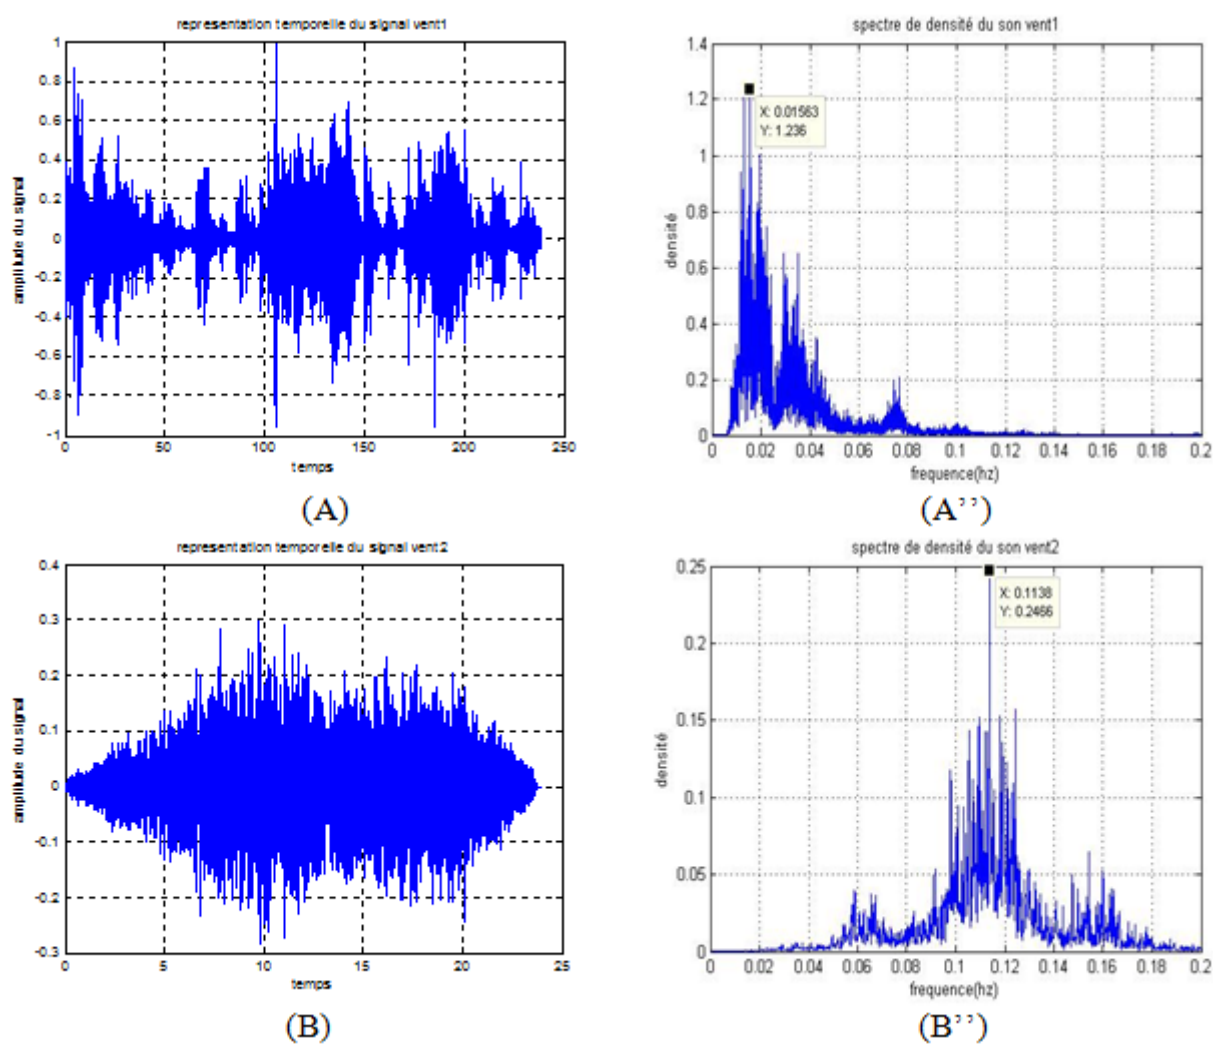 representation temporelle du signal vent1
1
0.8
0.6
0.4
0.2
0
-0.2
-0.4
-0.6
-0.8
-1
0 50 100 150 200 250
amplitude du signal
temps
(A)
spectre de densité du son vent1
1.4
1.2
1
0.8
0.6
0.4
0.2
0
X: 0.01563
Y: 1.236
0 0.02 0.04 0.06 0.08 0.1 0.12 0.14 0.16 0.18 0.2
densité
frequence(hz)
(A’’)
representation temporelle du signal vent2
0.4
0.3
0.2
0.1
0
-0.1
-0.2
-0.3
0 5 10 15 20 25
amplitude du signal
temps
(B)
spectre de densité du son vent2
0.25
0.2
0.15
0.1
0.05
0
X: 0.1138
Y: 0.2466
0 0.02 0.04 0.06 0.08 0.1 0.12 0.14 0.16 0.18 0.2
densité
frequence(hz)
(B’’)